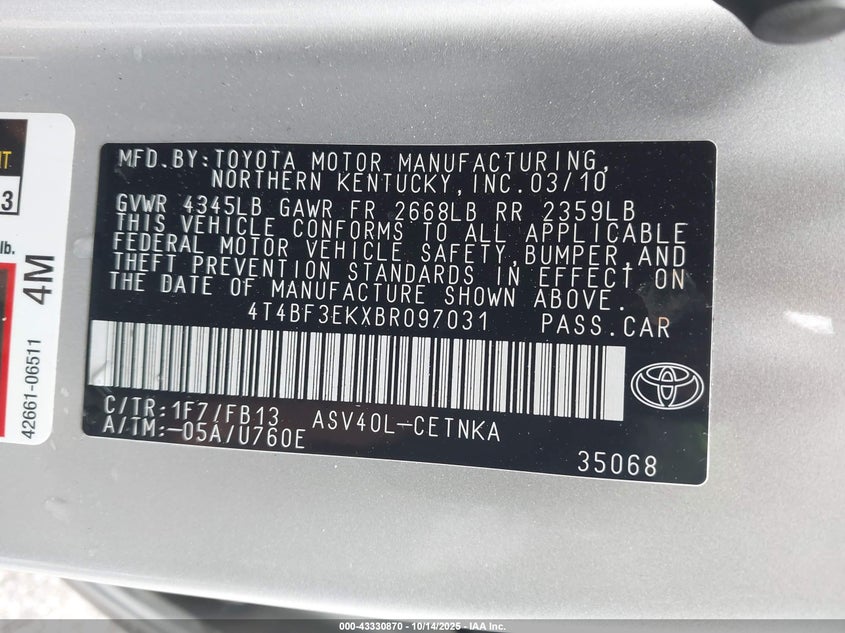 MFD.BY:TOYOTA MOTOR MANUFACTURING,
NORTHERN KENTUCKY,INC.03/10
GVWR 4345LB GAWR FR 2668LB RR 2359LB
THIS VEHICLE CONFORMS TO ALL APPLICABLE
FEDERAL MOTOR VEHICLE SAFETY,BUMPER,AND
THEFT PREVENTION STANDARDS IN EFFECT ON
THE DATE OF MANUFACTURE SHOWN ABOVE.
4T4BF3EKXBR097031 PASS.CAR
C/TR:1F7/FB13 ASV40L-CETNKA
A/TM:-05A/U760E
35068
3
lb.
4M
42661-06511
000-43330870 - 10/14/2025 - IAA Inc.